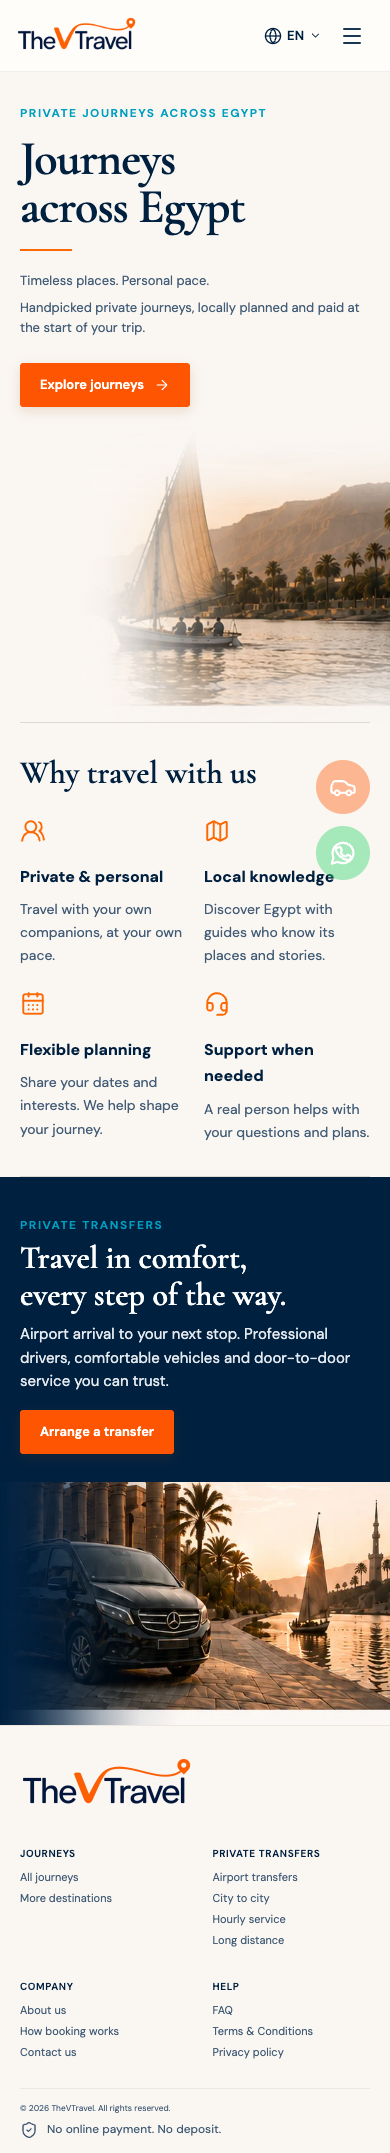 TheVTravel
EN
PRIVATE JOURNEYS ACROSS EGYPT
Journeys
across Egypt
Timeless places. Personal pace.
Handpicked private journeys, locally planned and paid at
the start of your trip.
Explore journeys
Why travel with us
Private & personal
Travel with your own
companions, at your own
pace.
Local knowledge
Discover Egypt with
guides who know its
places and stories.
Flexible planning
Share your dates and
interests. We help shape
your journey.
Support when
needed
A real person helps with
your questions and plans.
PRIVATE TRANSFERS
Travel in comfort,
every step of the way.
Airport arrival to your next stop. Professional
drivers, comfortable vehicles and door-to-door
service you can trust.
Arrange a transfer
TheVTravel
JOURNEYS
All journeys
More destinations
PRIVATE TRANSFERS
Airport transfers
City to city
Hourly service
Long distance
COMPANY
About us
How booking works
Contact us
HELP
FAQ
Terms & Conditions
Privacy policy
© 2026 TheVTravel. All rights reserved.
No online payment. No deposit.